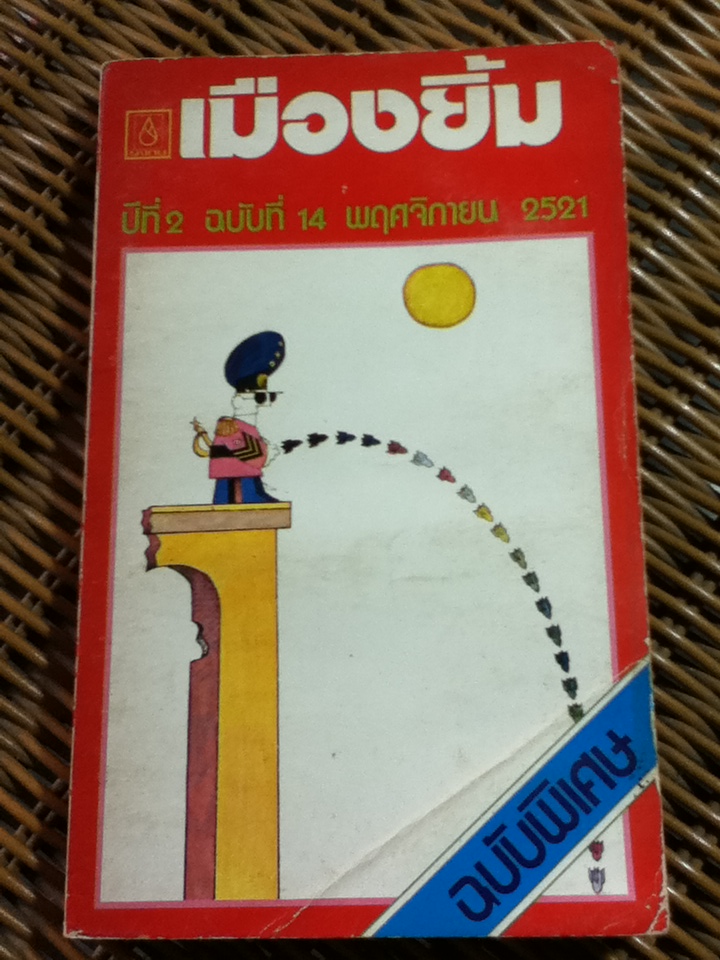 เมืองยิ้ม
ปีที่ 2 ฉบับที่ 14 พฤศจิกายน 2521
ฉบับพิเศษ